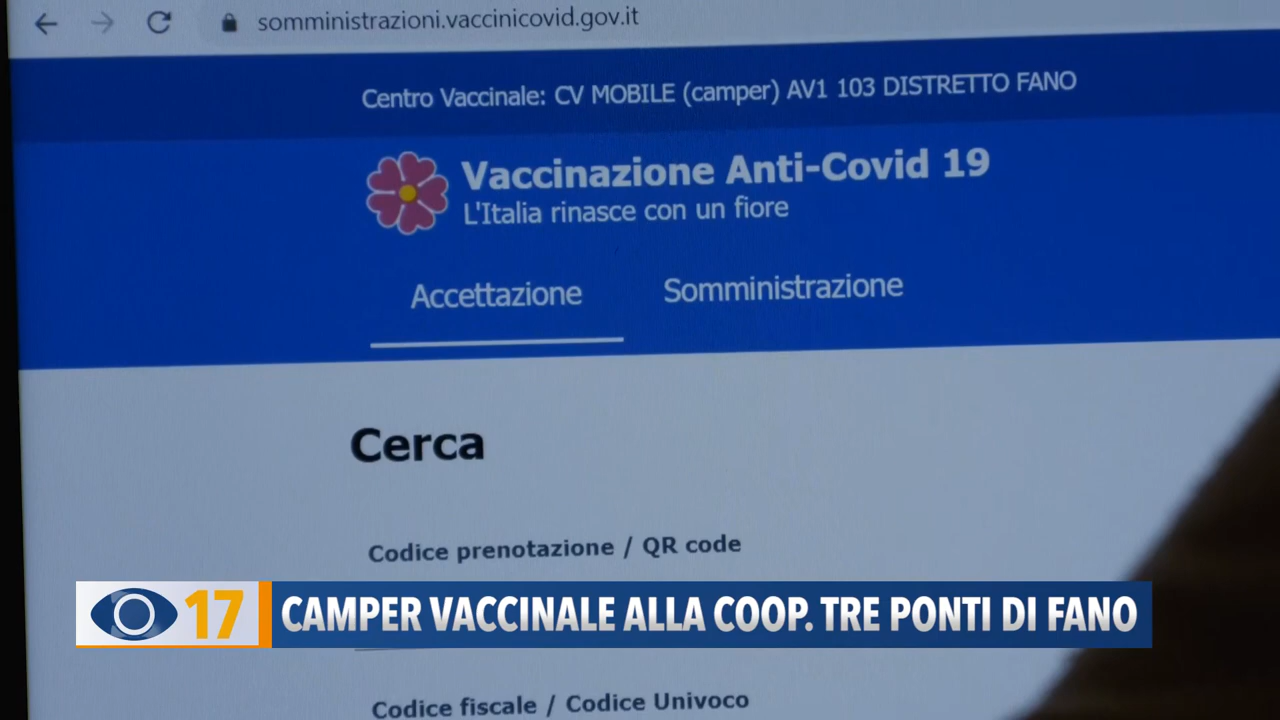 somministrazioni.vaccinicovid.gov.it
Centro Vaccinale: CV MOBILE (camper) AV1 103 DISTRETTO FANO
Vaccinazione Anti-Covid 19
L'Italia rinasce con un fiore
Accettazione Somministrazione
Cerca
Codice prenotazione / QR code
17 CAMPER VACCINALE ALLA COOP. TRE PONTI DI FANO
Codice fiscale / Codice Univoco